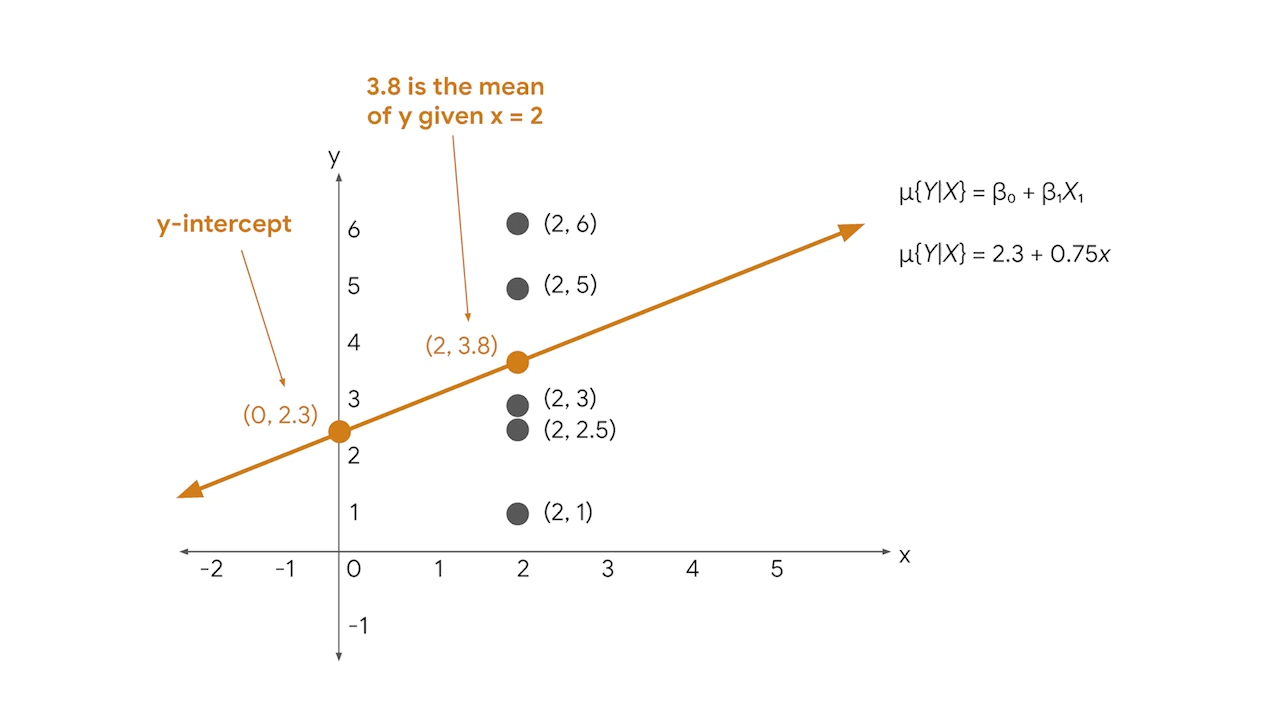 3.8 is the mean
of y given x = 2
y
μ{Y|X} = β₀ + β₁X₁
y-intercept
6
(2, 6)
μ{Y|X} = 2.3 + 0.75x
5
(2, 5)
4
(2, 3.8)
3
(2, 3)
(0, 2.3)
(2, 2.5)
2
1
(2, 1)
x
-2 -1 0 1 2 3 4 5
-1